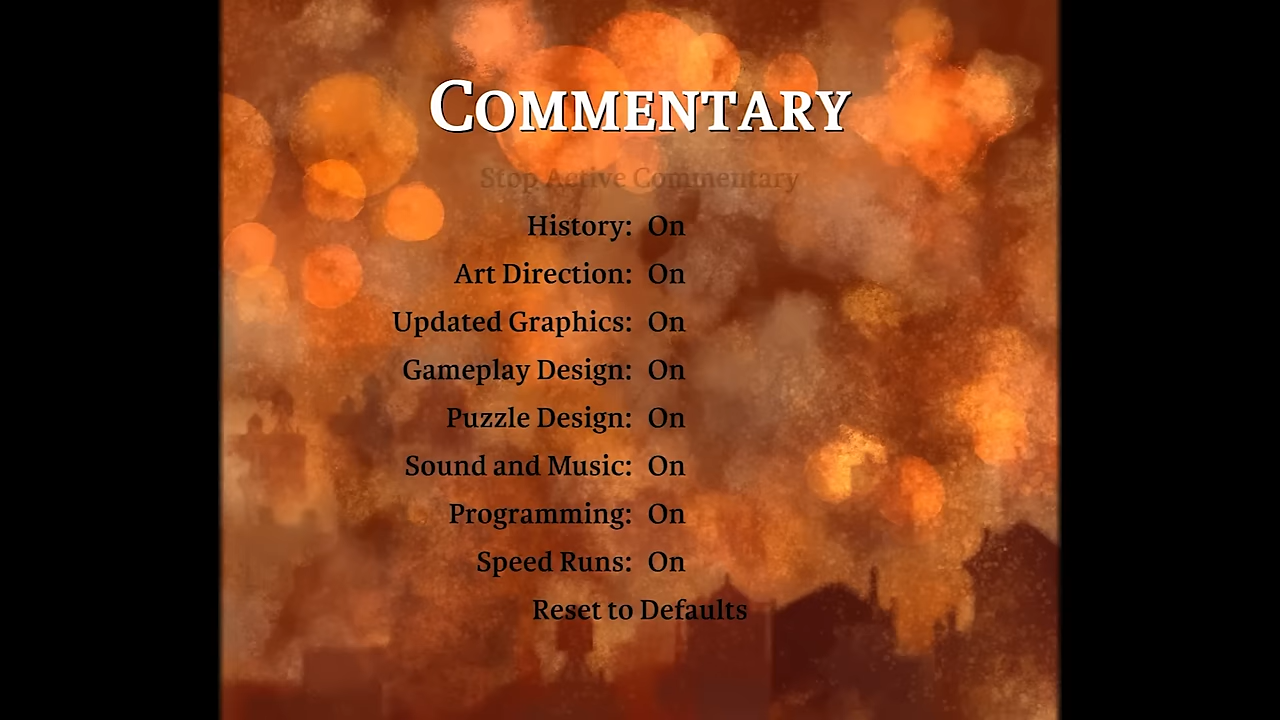 Commentary
Stop Active Commentary
History: On
Art Direction: On
Updated Graphics: On
Gameplay Design: On
Puzzle Design: On
Sound and Music: On
Programming: On
Speed Runs: On
Reset to Defaults